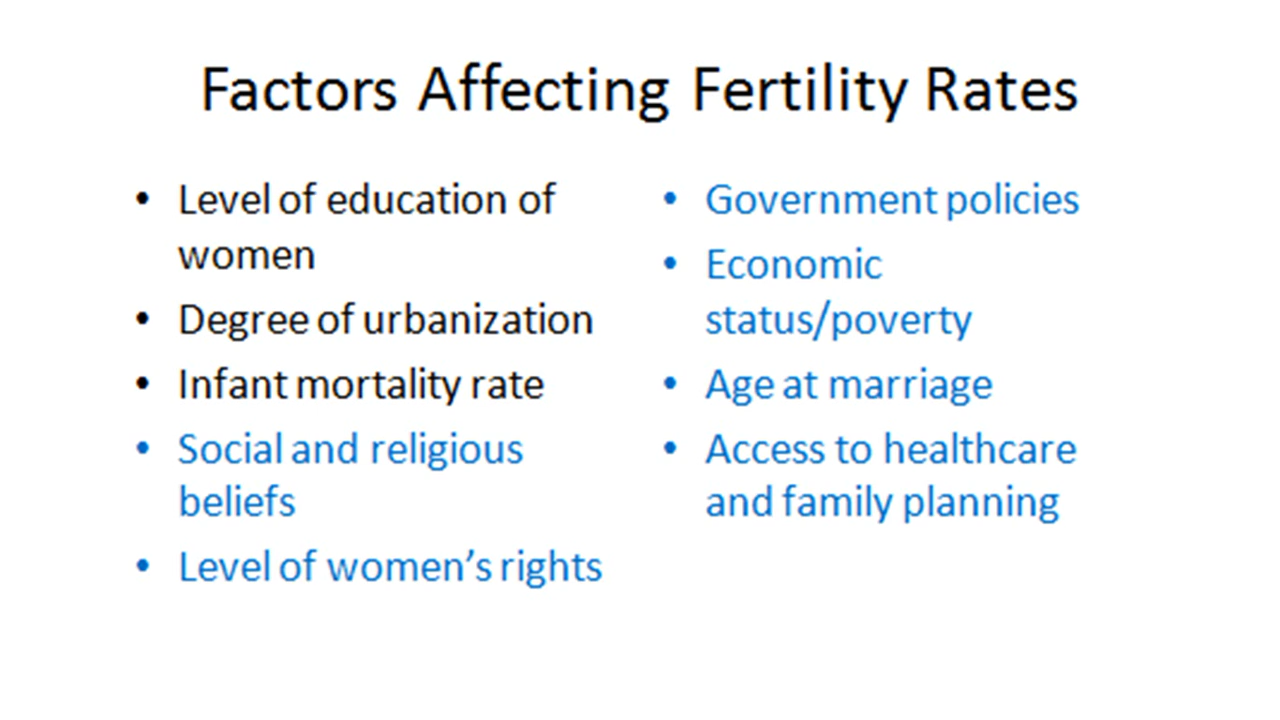 Factors Affecting Fertility Rates
• Level of education of
women
• Degree of urbanization
• Infant mortality rate
• Social and religious
beliefs
• Level of women’s rights
• Government policies
• Economic
status/poverty
• Age at marriage
• Access to healthcare
and family planning